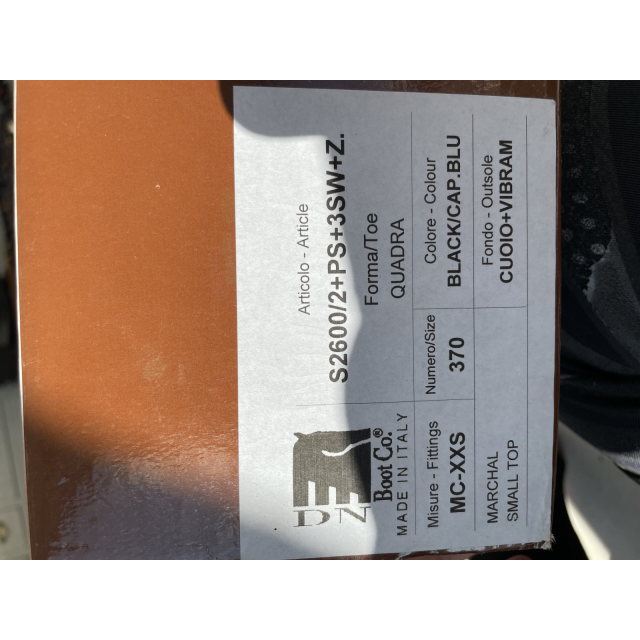 DEN
Boot Co.®
MADE IN ITALY
Articolo - Article
S2600/2+PS+3SW+Z.
Forma/Toe
QUADRA
Misure - Fittings
MC-XXS
Numero/Size
370
Colore - Colour
BLACK/CAP.BLU
MARCHAL
SMALL TOP
Fondo - Outsole
CUOIO+VIBRAM